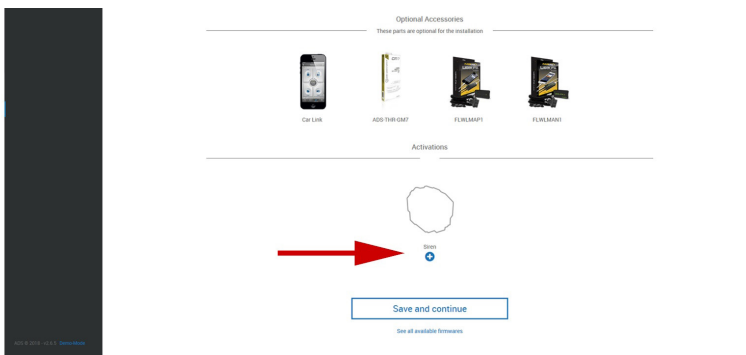 Optional Accessories
These parts are optional for the installation
Car Link
ADS-THR-GM7
FLWLMAP1
FLWLMAN1
Activations
Siren
Save and continue
See all available firmwares